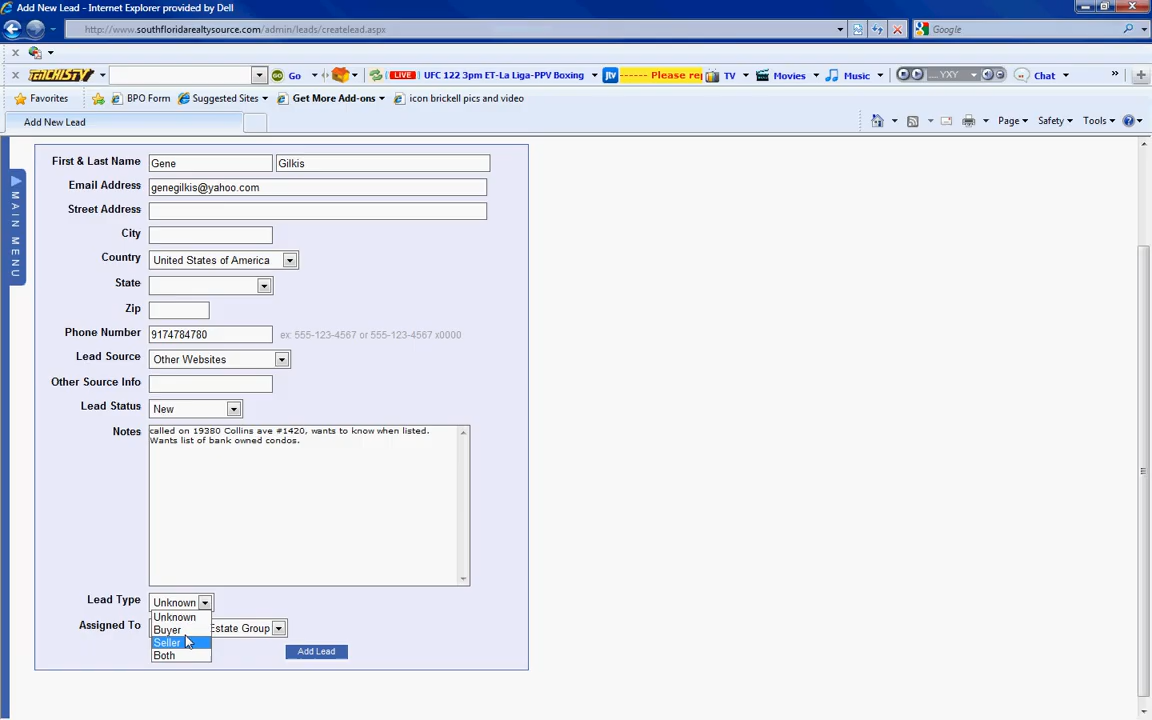 Add New Lead - Internet Explorer provided by Dell
http://www.southfloridarealtysource.com/admin/leads/createlead.aspx
Google
Go
LIVE
UFC 122 3pm ET-La Liga-PPV Boxing
jtv
------ Please re
TV
Movies
Music
... YXY
Chat
Favorites
BPO Form
Suggested Sites
Get More Add-ons
icon brickell pics and video
Add New Lead
Page
Safety
Tools
MAIN MENU
First & Last Name
Gene
Gilkis
Email Address
genegilkis@yahoo.com
Street Address
City
Country
United States of America
State
Zip
Phone Number
9174784780
ex: 555-123-4567 or 555-123-4567 x0000
Lead Source
Other Websites
Other Source Info
Lead Status
New
Notes
called on 19380 Collins ave #1420, wants to know when listed.
Wants list of bank owned condos.
Lead Type
Unknown
Unknown
Buyer
Seller
Both
Assigned To
Estate Group
Add Lead